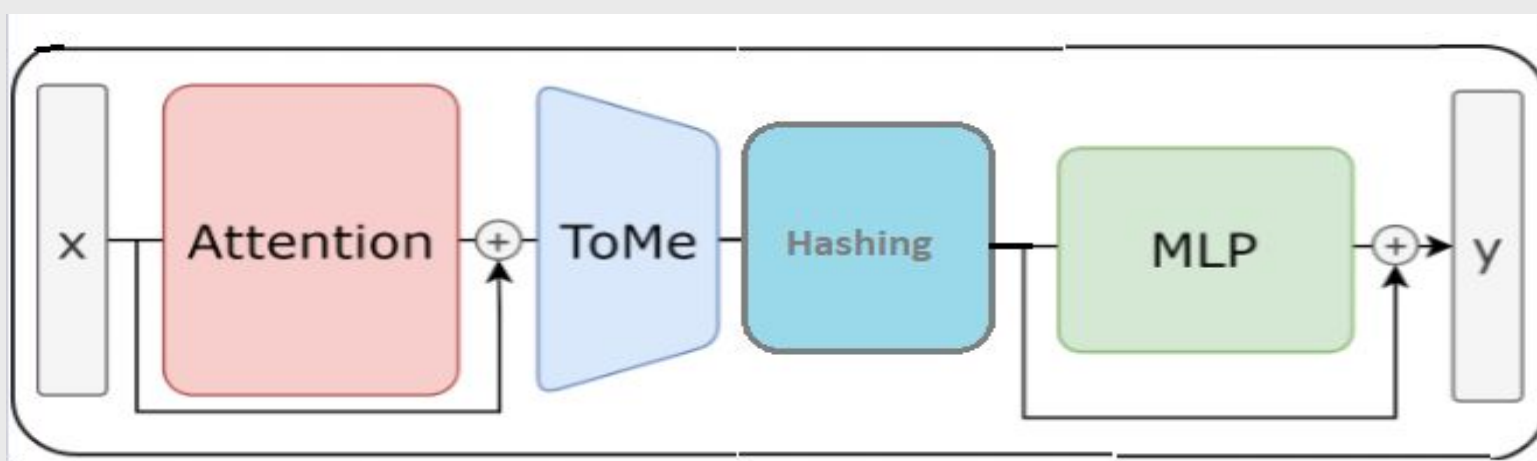 x
Attention
+
ToMe
Hashing
MLP
+
y